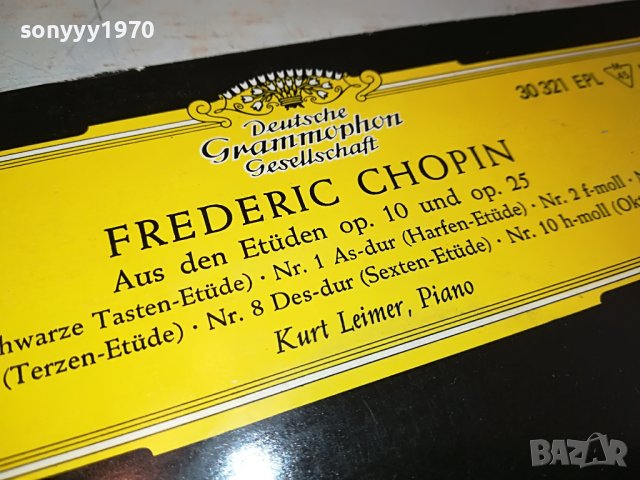 sonyyy1970
30 321 EPL
45
Deutsche
Grammophon
Gesellschaft
FREDERIC CHOPIN
Aus den Etüden op. 10 und op. 25
Tasten-Etüde) · Nr. 1 As-dur (Harfen-Etüde) · Nr. 2 f-moll ·
(Terzen-Etüde) · Nr. 8 Des-dur (Sexten-Etüde) · Nr. 10 h-moll
Kurt Leimer, Piano
BAZAR